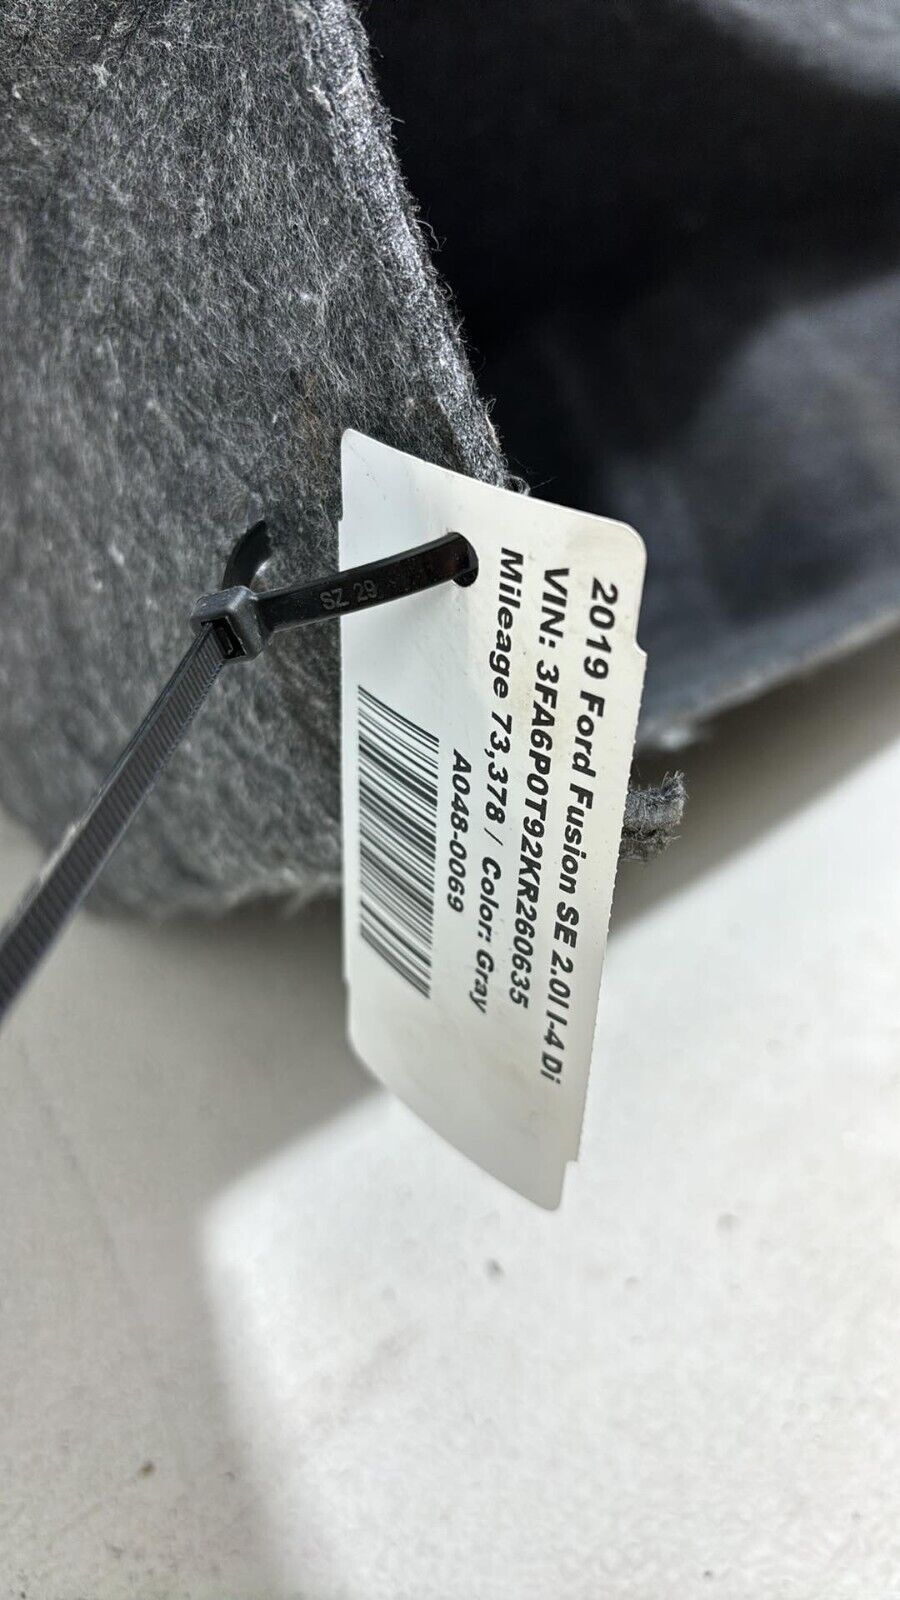 2019 Ford Fusion SE 2.0l I-4 Di
VIN: 3FA6P0T92KR260635
Mileage 73,378 / Color: Gray
A048-0069
SZ 29